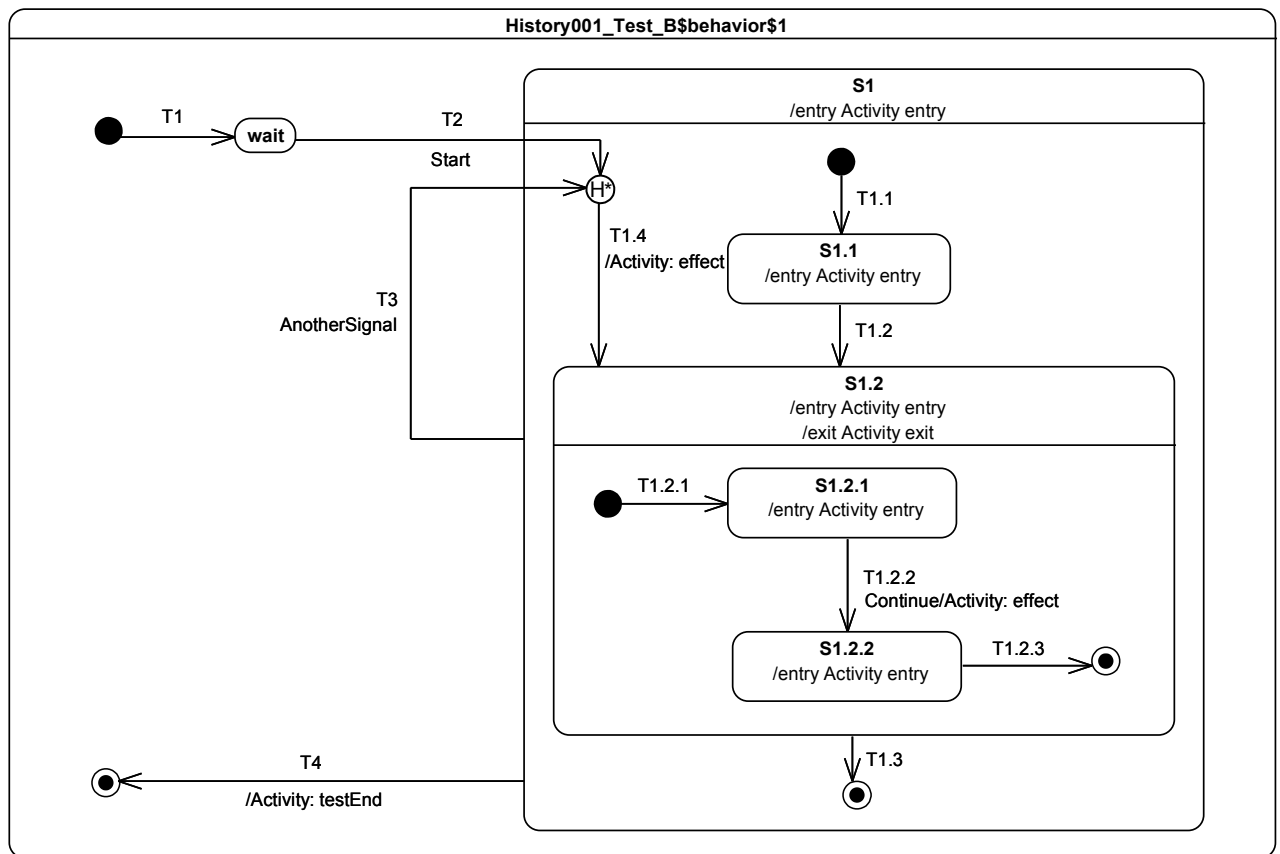 History001_Test_B$behavior$1
S1
/entry Activity entry
T1
wait
T2
Start
H*
T1.1
T1.4
/Activity: effect
S1.1
/entry Activity entry
T3
AnotherSignal
T1.2
S1.2
/entry Activity entry
/exit Activity exit
T1.2.1
S1.2.1
/entry Activity entry
T1.2.2
Continue/Activity: effect
S1.2.2
/entry Activity entry
T1.2.3
T1.3
T4
/Activity: testEnd